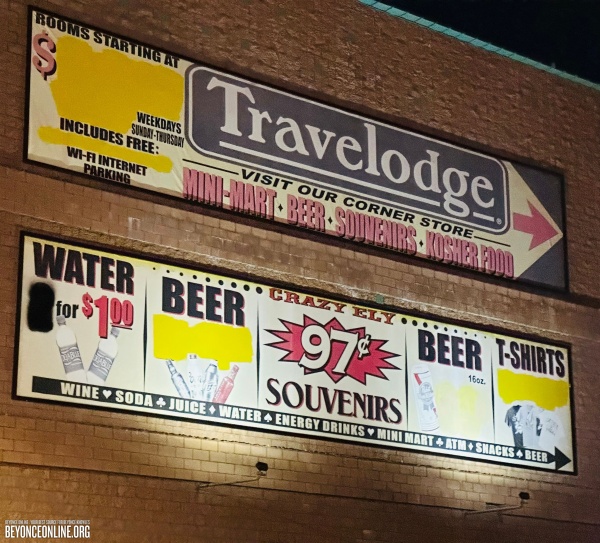 ROOMS STARTING AT
$
WEEKDAYS
SUNDAY-THURSDAY
INCLUDES FREE:
WI-FI INTERNET
PARKING
Travelodge
VISIT OUR CORNER STORE
MINI-MART • BEER • SOUVENIRS • KOSHER FOOD
WATER
for $1.00
BEER
CRAZY ELY
97¢
SOUVENIRS
BEER
16oz.
T-SHIRTS
WINE ♥ SODA ♣ JUICE ♦ WATER ♠ ENERGY DRINKS ♥ MINI MART ♣ ATM ♦ SNACKS ♠ BEER
BEYONCEONLINE.ORG